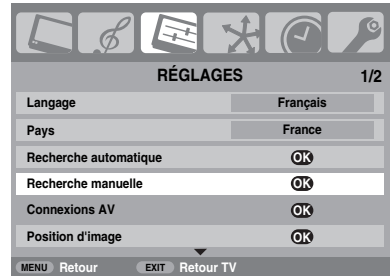 RÉGLAGES 1/2
Langage Français
Pays France
Recherche automatique OK
Recherche manuelle OK
Connexions AV OK
Position d'image OK
MENU Retour EXIT Retour TV